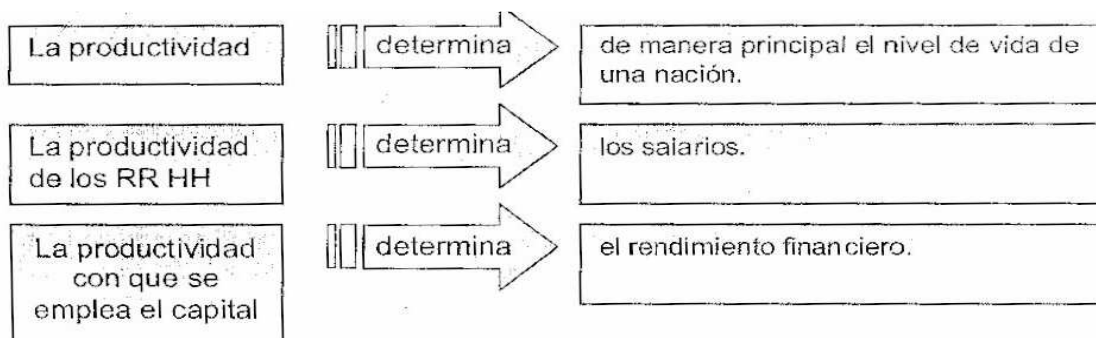 La productividad
determina
de manera principal el nivel de vida de
una nación.
La productividad
de los RR HH
determina
los salarios.
La productividad
con que se
emplea el capital
determina
el rendimiento financiero.